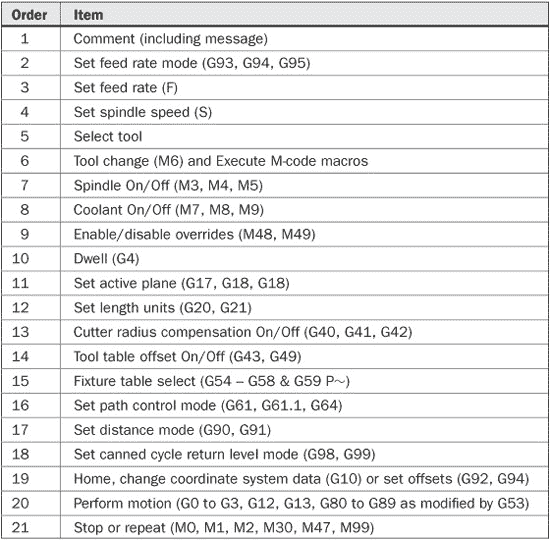 Order Item
1 Comment (including message)
2 Set feed rate mode (G93, G94, G95)
3 Set feed rate (F)
4 Set spindle speed (S)
5 Select tool
6 Tool change (M6) and Execute M-code macros
7 Spindle On/Off (M3, M4, M5)
8 Coolant On/Off (M7, M8, M9)
9 Enable/disable overrides (M48, M49)
10 Dwell (G4)
11 Set active plane (G17, G18, G18)
12 Set length units (G20, G21)
13 Cutter radius compensation On/Off (G40, G41, G42)
14 Tool table offset On/Off (G43, G49)
15 Fixture table select (G54 – G58 & G59 P~)
16 Set path control mode (G61, G61.1, G64)
17 Set distance mode (G90, G91)
18 Set canned cycle return level mode (G98, G99)
19 Home, change coordinate system data (G10) or set offsets (G92, G94)
20 Perform motion (G0 to G3, G12, G13, G80 to G89 as modified by G53)
21 Stop or repeat (M0, M1, M2, M30, M47, M99)